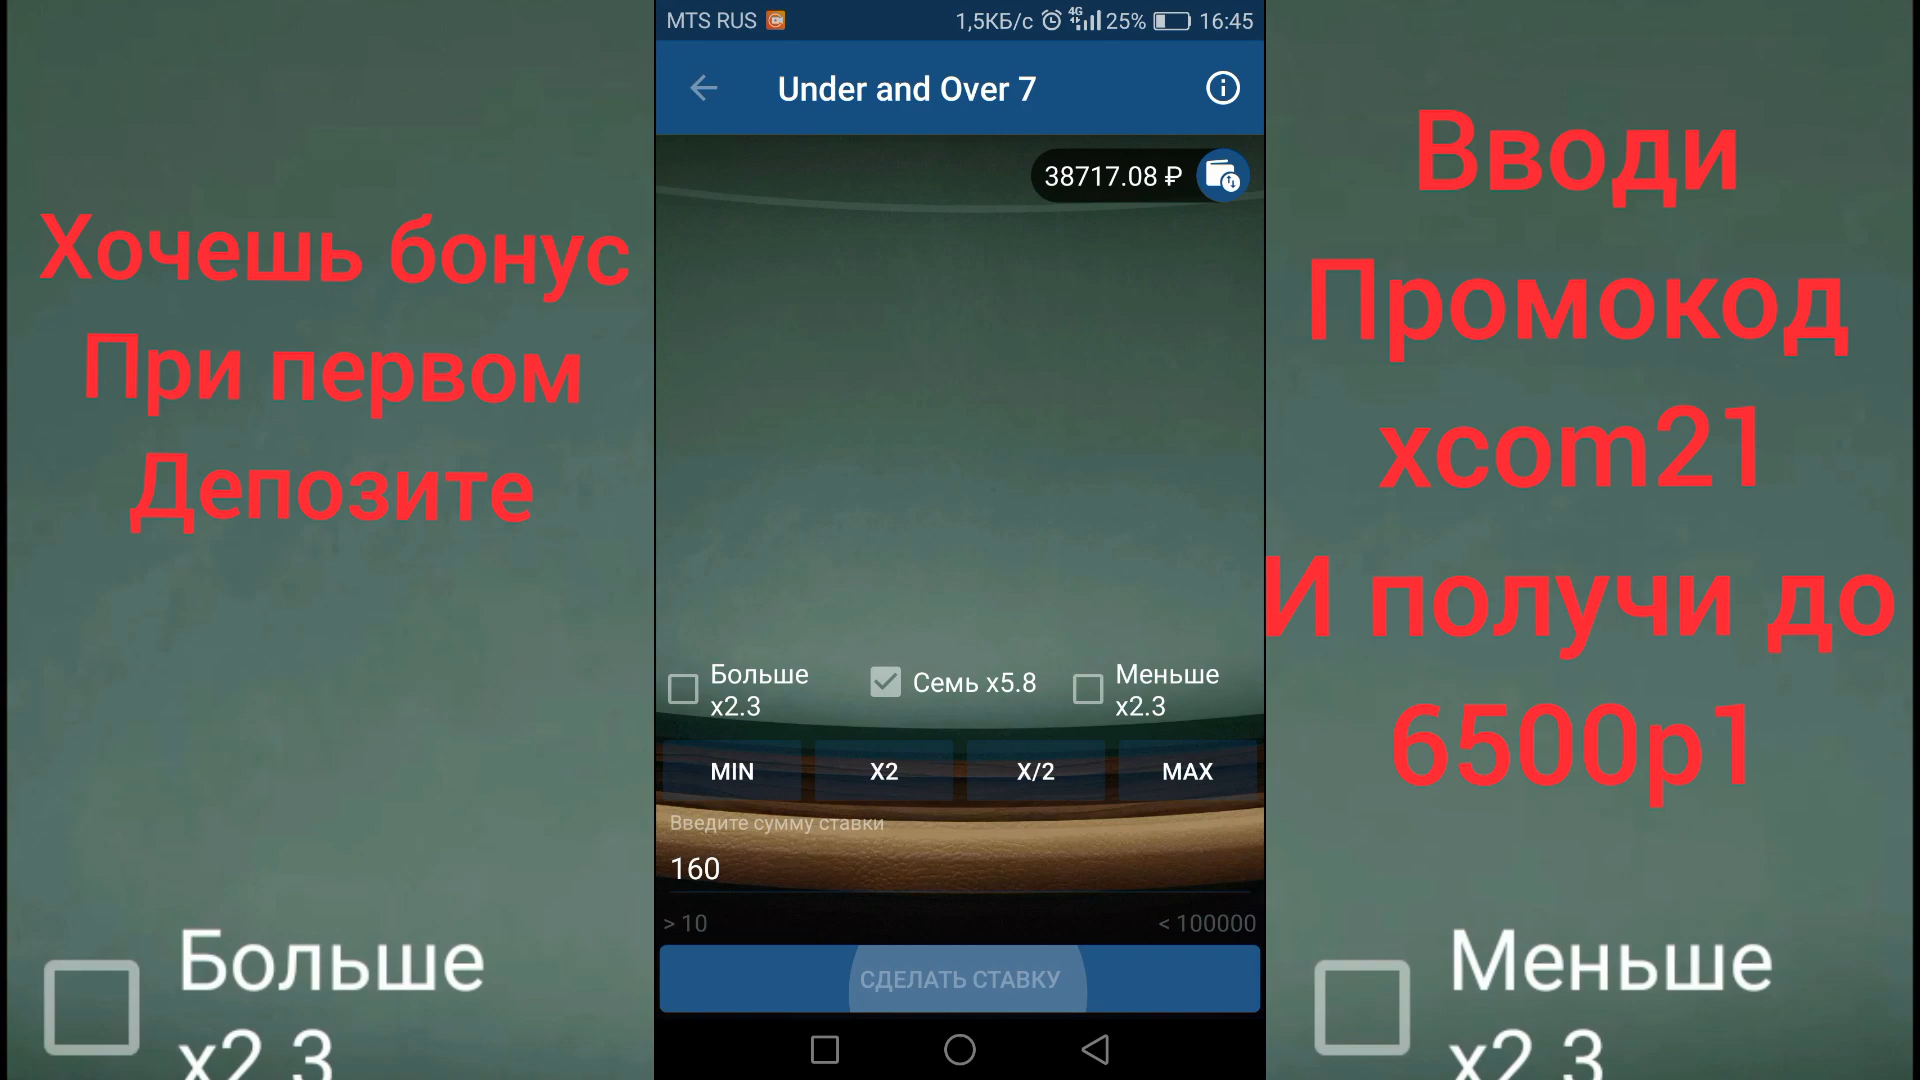 Хочешь бонус
При первом
Депозите
Больше
x2.3
MTS RUS 1,5КБ/с 4G 25% 16:45
Under and Over 7
38717.08 ₽
Больше
x2.3
Семь x5.8
Меньше
x2.3
MIN X2 X/2 MAX
Введите сумму ставки
160
> 10 < 100000
СДЕЛАТЬ СТАВКУ
Вводи
Промокод
xcom21
И получи до
6500р1
Меньше
x2.3